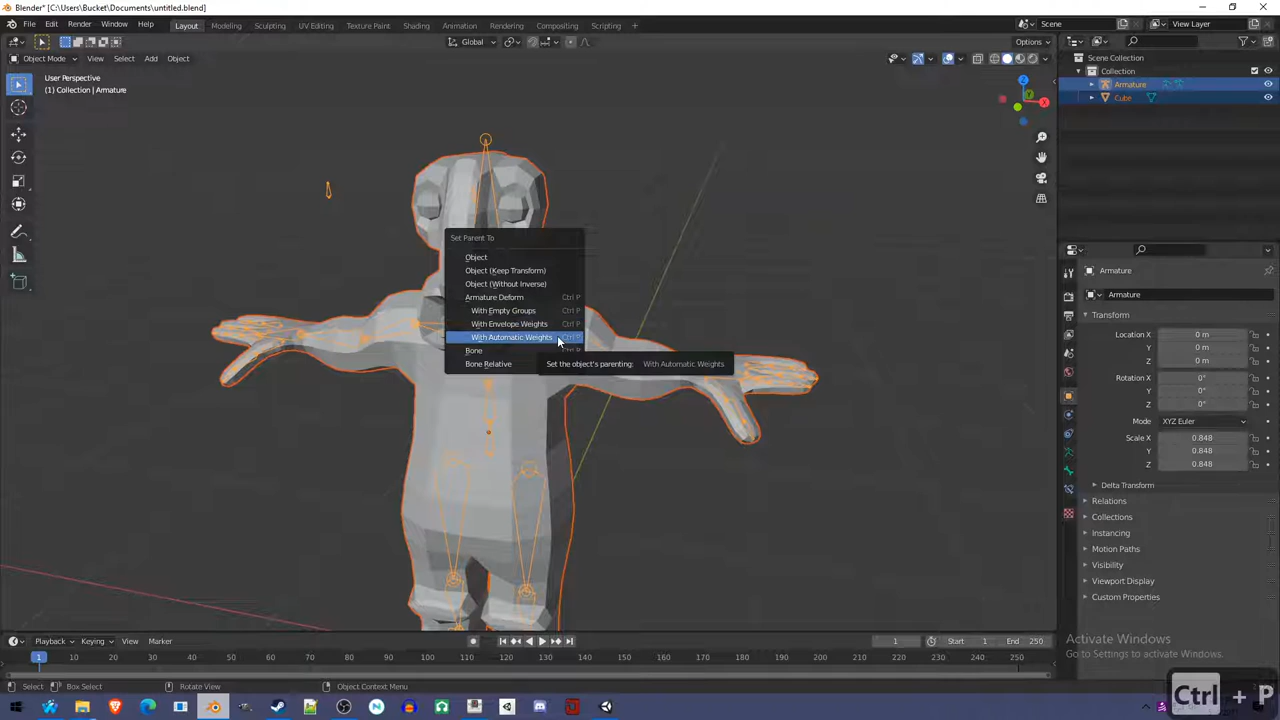 Blender* [C:\Users\Bucket\Documents\untitled.blend]
File Edit Render Window Help Layout Modeling Sculpting UV Editing Texture Paint Shading Animation Rendering Compositing Scripting + Scene View Layer
Global Options
Object Mode View Select Add Object
User Perspective
(1) Collection | Armature
Scene Collection
Collection
Armature
Cube
Z
Y
X
Set Parent To
Object
Object (Keep Transform)
Object (Without Inverse)
Armature Deform Ctrl P
With Empty Groups Ctrl P
With Envelope Weights Ctrl P
With Automatic Weights Ctrl P
Bone Ctrl P
Bone Relative
Set the object's parenting: With Automatic Weights
Armature
Armature
Transform
Location X 0 m
Y 0 m
Z 0 m
Rotation X 0°
Y 0°
Z 0°
Mode XYZ Euler
Scale X 0.848
Y 0.848
Z 0.848
Delta Transform
Relations
Collections
Instancing
Motion Paths
Visibility
Viewport Display
Custom Properties
Activate Windows
Go to Settings to activate Windows.
Playback Keying View Marker 1 Start 1 End 250
1 10 20 30 40 50 60 70 80 90 100 110 120 130 140 150 160 170 180 190 200 210 220 230 240 250
Select Box Select Rotate View Object Context Menu
Ctrl + P